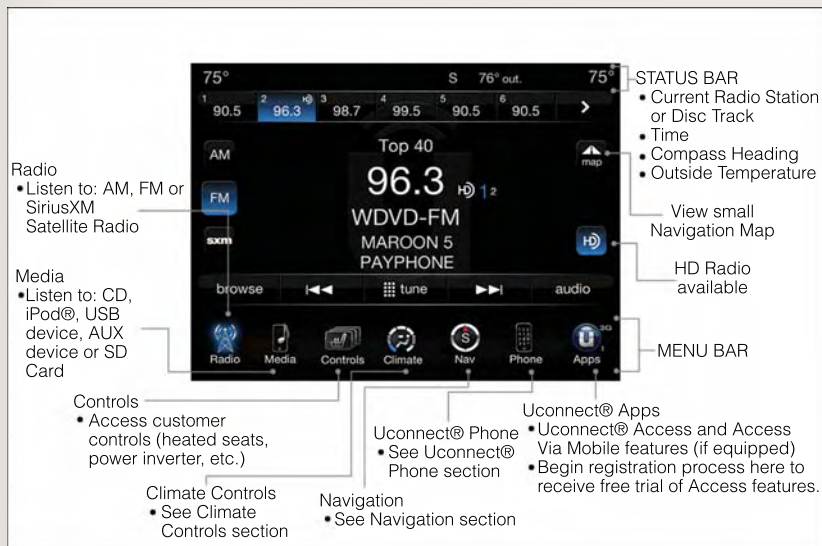 75° S 76° out. 75°
1 90.5 2 96.3 HD 3 98.7 4 99.5 5 90.5 6 90.5 >
AM
FM
sxm
Top 40
96.3 HD 1 2
WDVD-FM
MAROON 5
PAYPHONE
map
HD
browse tune audio
Radio Media Controls Climate Nav Phone Apps
S
U 3G
STATUS BAR
• Current Radio Station
or Disc Track
• Time
• Compass Heading
• Outside Temperature
View small
Navigation Map
HD Radio
available
MENU BAR
Radio
•Listen to: AM, FM or
SiriusXM
Satellite Radio
Media
•Listen to: CD,
iPod®, USB
device, AUX
device or SD
Card
Controls
• Access customer
controls (heated seats,
power inverter, etc.)
Climate Controls
• See Climate
Controls section
Navigation
• See Navigation section
Uconnect® Phone
• See Uconnect®
Phone section
Uconnect® Apps
• Uconnect® Access and Access
Via Mobile features (if equipped)
•Begin registration process here to
receive free trial of Access features.